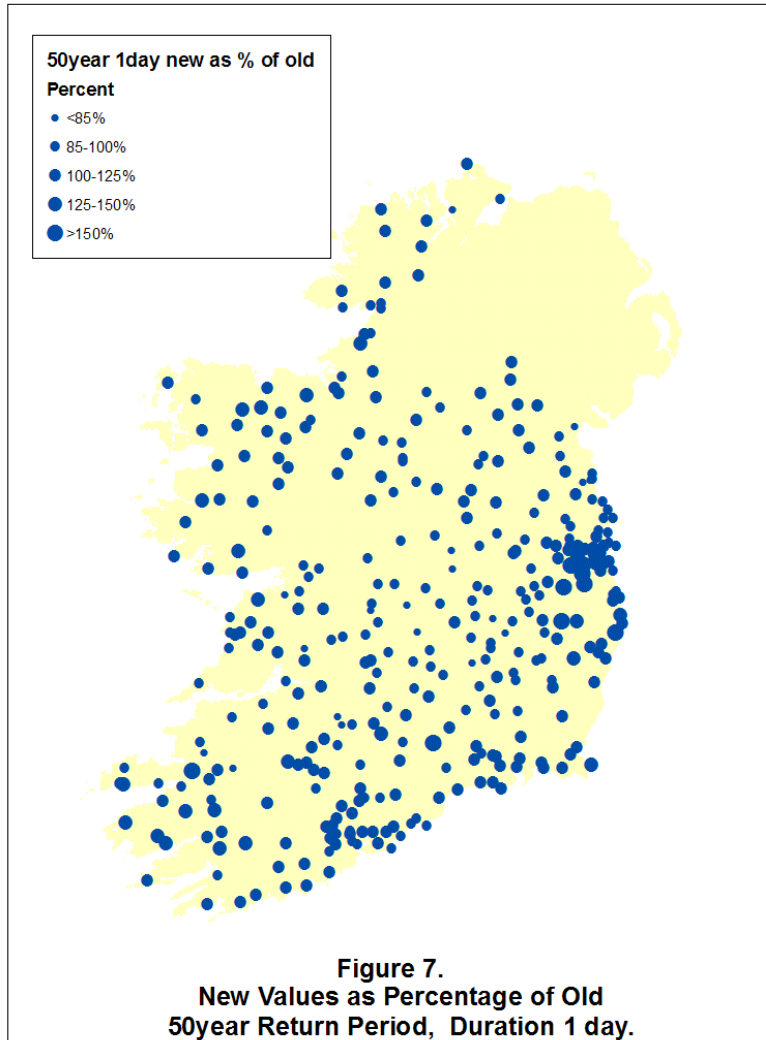 50year 1day new as % of old
Percent
<85%
85-100%
100-125%
125-150%
>150%
Figure 7.
New Values as Percentage of Old
50year Return Period, Duration 1 day.